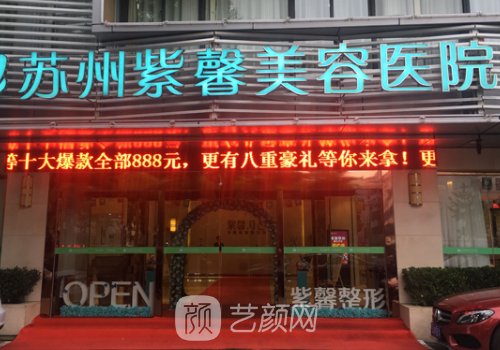 苏州紫馨美容医院
等十大爆款全部888元，更有八重豪礼等你来拿！更
OPEN
紫馨整形
颜 艺颜网